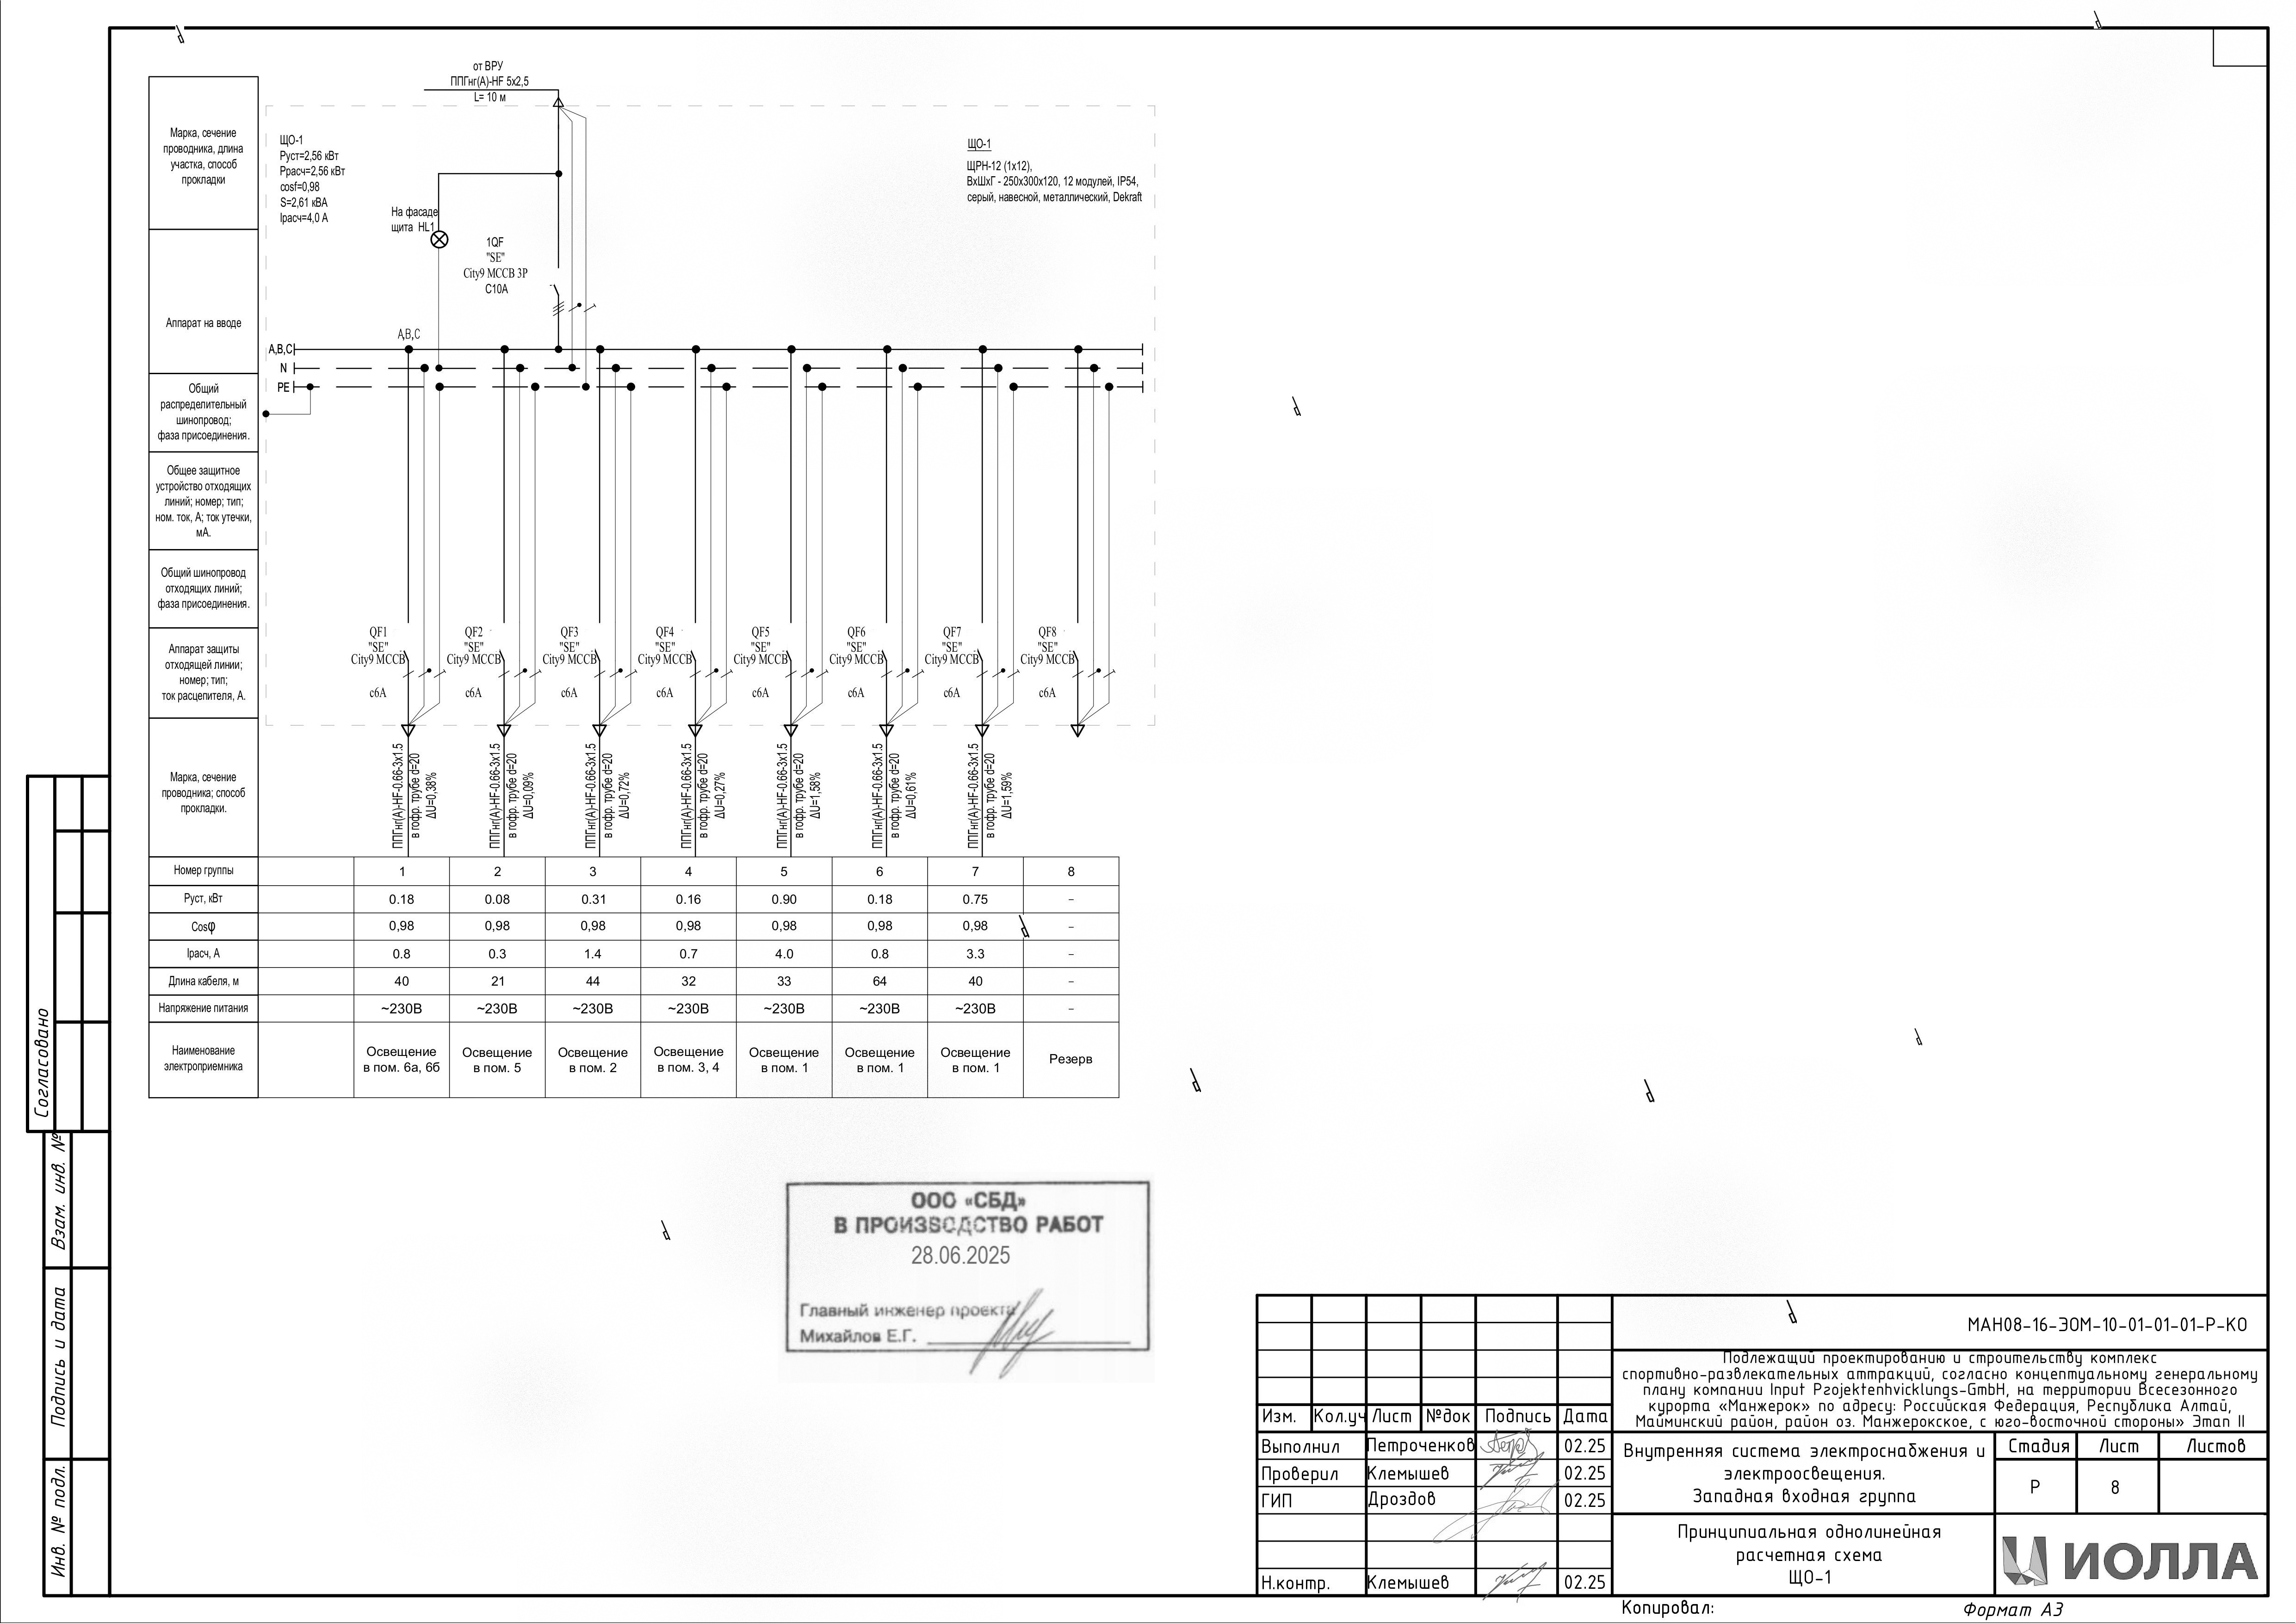 от ВРУ
ППГнг(А)-HF 5x2,5
L= 10 м
Марка, сечение
проводника, длина
участка, способ
прокладки
Аппарат на вводе
Общий
распределительный
шинопровод;
фаза присоединения.
Общее защитное
устройство отходящих
линий; номер; тип;
ном. ток, А; ток утечки,
мА.
Общий шинопровод
отходящих линий;
фаза присоединения.
Аппарат защиты
отходящей линии;
номер; тип;
ток расцепителя, А.
Марка, сечение
проводника; способ
прокладки.
ЩО-1
Руст=2,56 кВт
Ррасч=2,56 кВт
cosf=0,98
S=2,61 кВА
Iрасч=4,0 А
На фасаде
щита HL1
1QF
"SE"
City9 MCCB 3P
C10A
ЩО-1
ЩРН-12 (1x12),
ВхШхГ - 250x300x120, 12 модулей, IP54,
серый, навесной, металлический, Dekraft
A,B,C
A,B,C
N
PE
QF1 QF2 QF3 QF4 QF5 QF6 QF7 QF8
"SE" "SE" "SE" "SE" "SE" "SE" "SE" "SE"
City9 MCCB City9 MCCB City9 MCCB City9 MCCB City9 MCCB City9 MCCB City9 MCCB City9 MCCB
c6A c6A c6A c6A c6A c6A c6A c6A
ППГнг(А)-HF-0.66-3x1.5
в гофр. трубе d=20
ΔU=0,38%
ППГнг(А)-HF-0.66-3x1.5
в гофр. трубе d=20
ΔU=0,09%
ППГнг(А)-HF-0.66-3x1.5
в гофр. трубе d=20
ΔU=0,72%
ППГнг(А)-HF-0.66-3x1.5
в гофр. трубе d=20
ΔU=0,27%
ППГнг(А)-HF-0.66-3x1.5
в гофр. трубе d=20
ΔU=1,58%
ППГнг(А)-HF-0.66-3x1.5
в гофр. трубе d=20
ΔU=0,61%
ППГнг(А)-HF-0.66-3x1.5
в гофр. трубе d=20
ΔU=1,59%
Номер группы 1 2 3 4 5 6 7 8
Руст, кВт 0.18 0.08 0.31 0.16 0.90 0.18 0.75 –
Cosφ 0,98 0,98 0,98 0,98 0,98 0,98 0,98 –
Iрасч, А 0.8 0.3 1.4 0.7 4.0 0.8 3.3 –
Длина кабеля, м 40 21 44 32 33 64 40 –
Напряжение питания ~230В ~230В ~230В ~230В ~230В ~230В ~230В –
Наименование
электроприемника
Освещение
в пом. 6а, 6б
Освещение
в пом. 5
Освещение
в пом. 2
Освещение
в пом. 3, 4
Освещение
в пом. 1
Освещение
в пом. 1
Освещение
в пом. 1
Резерв
Согласовано
Взам. инв. №
Подпись и дата
Инв. № подл.
ООО «СБД»
В ПРОИЗВОДСТВО РАБОТ
28.06.2025
Главный инженер проекта
Михайлов Е.Г.
МАН08-16-ЭОМ-10-01-01-01-Р-КО
Подлежащий проектированию и строительству комплекс
спортивно-развлекательных аттракций, согласно концептуальному генеральному
плану компании Input Projektenhvicklungs-GmbH, на территории Всесезонного
курорта «Манжерок» по адресу: Российская Федерация, Республика Алтай,
Майминский район, район оз. Манжерокское, с юго-восточной стороны» Этап II
Изм. Кол.уч Лист №док Подпись Дата
Выполнил Петроченков 02.25
Проверил Клемышев 02.25
ГИП Дроздов 02.25
Н.контр. Клемышев 02.25
Внутренняя система электроснабжения и
электроосвещения.
Западная входная группа
Стадия Лист Листов
Р 8
Принципиальная однолинейная
расчетная схема
ЩО-1
ИОЛЛА
Копировал:
Формат А3